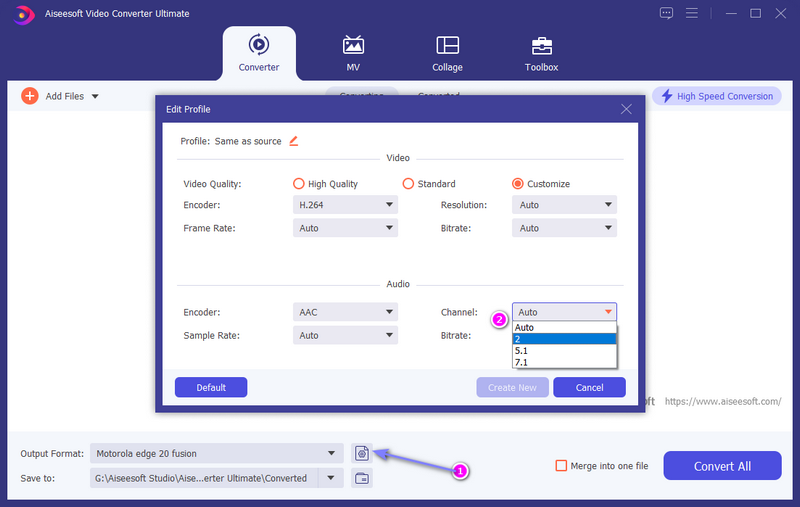 Aiseesoft Video Converter Ultimate
Converter
MV
Collage
Toolbox
Add Files
Converting
Converted
High Speed Conversion
Edit Profile
Profile: Same as source
Video
Video Quality:
High Quality
Standard
Customize
Encoder:
H.264
Resolution:
Auto
Frame Rate:
Auto
Bitrate:
Auto
Audio
Encoder:
AAC
Channel:
2
Auto
Auto
2
5.1
7.1
Sample Rate:
Auto
Bitrate:
Default
Create New
Cancel
https://www.aiseesoft.com/
Output Format:
Motorola edge 20 fusion
1
Save to:
G:\Aiseesoft Studio\Aise...erter Ultimate\Converted
Merge into one file
Convert All